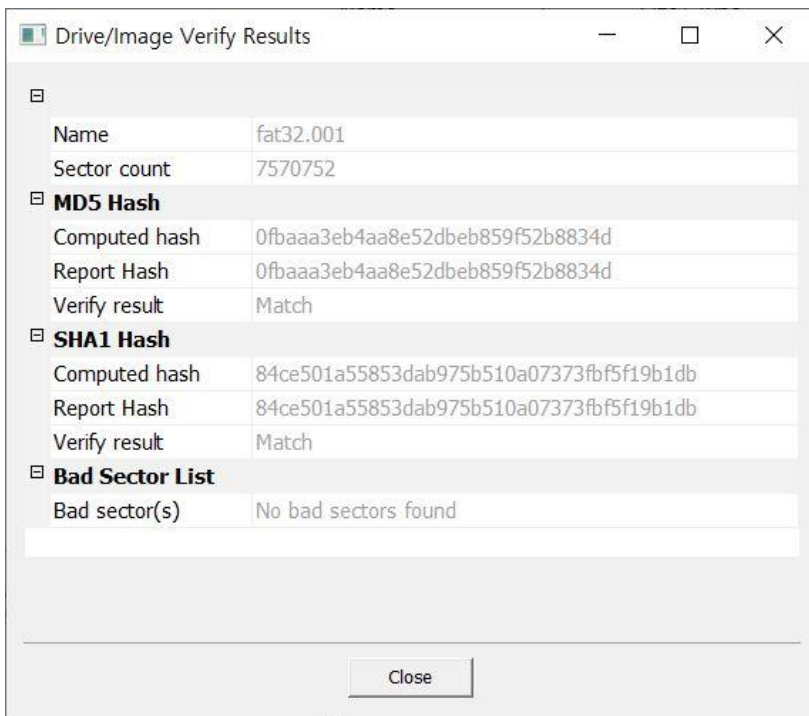 Drive/Image Verify Results
Name fat32.001
Sector count 7570752
MD5 Hash
Computed hash 0fbaaa3eb4aa8e52dbeb859f52b8834d
Report Hash 0fbaaa3eb4aa8e52dbeb859f52b8834d
Verify result Match
SHA1 Hash
Computed hash 84ce501a55853dab975b510a07373fbf5f19b1db
Report Hash 84ce501a55853dab975b510a07373fbf5f19b1db
Verify result Match
Bad Sector List
Bad sector(s) No bad sectors found
Close